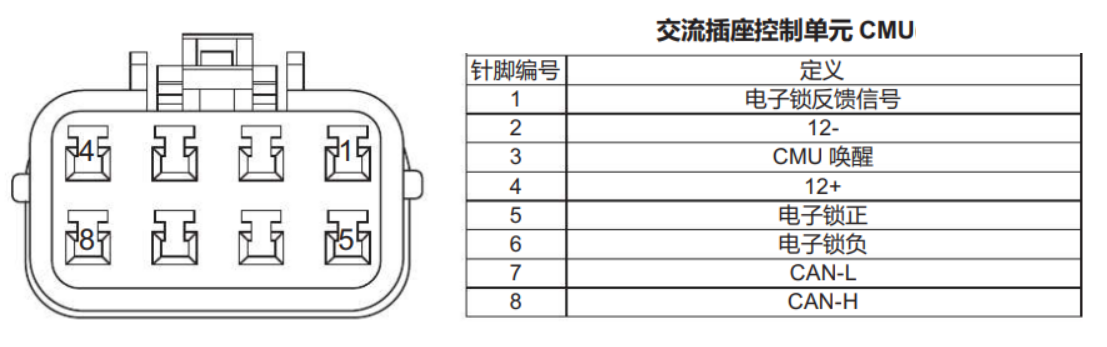 交流插座控制单元 CMU
针脚编号 定义
1 电子锁反馈信号
2 12-
3 CMU 唤醒
4 12+
5 电子锁正
6 电子锁负
7 CAN-L
8 CAN-H
4 1
8 5